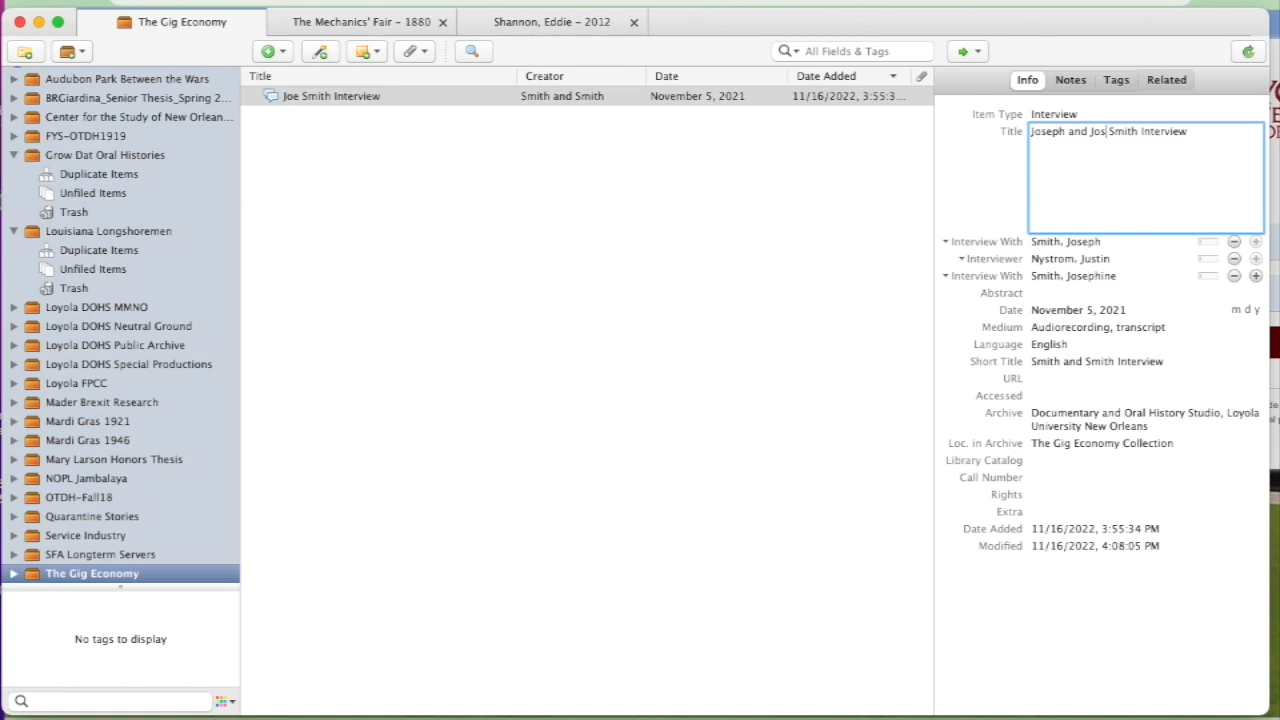 The Gig Economy
The Mechanics' Fair - 1880
Shannon, Eddie - 2012
All Fields & Tags
Audubon Park Between the Wars
BRGiardina_Senior Thesis_Spring 2...
Center for the Study of New Orlean...
FYS-OTDH1919
Grow Dat Oral Histories
Duplicate Items
Unfiled Items
Trash
Louisiana Longshoremen
Duplicate Items
Unfiled Items
Trash
Loyola DOHS MMNO
Loyola DOHS Neutral Ground
Loyola DOHS Public Archive
Loyola DOHS Special Productions
Loyola FPCC
Mader Brexit Research
Mardi Gras 1921
Mardi Gras 1946
Mary Larson Honors Thesis
NOPL Jambalaya
OTDH-Fall18
Quarantine Stories
Service Industry
SFA Longterm Servers
The Gig Economy
No tags to display
Title Creator Date Date Added
Joe Smith Interview Smith and Smith November 5, 2021 11/16/2022, 3:55:3...
Info Notes Tags Related
Item Type Interview
Title Joseph and Jos Smith Interview
Interview With Smith, Joseph
Interviewer Nystrom, Justin
Interview With Smith, Josephine
Abstract
Date November 5, 2021 m d y
Medium Audiorecording, transcript
Language English
Short Title Smith and Smith Interview
URL
Accessed
Archive Documentary and Oral History Studio, Loyola
University New Orleans
Loc. in Archive The Gig Economy Collection
Library Catalog
Call Number
Rights
Extra
Date Added 11/16/2022, 3:55:34 PM
Modified 11/16/2022, 4:08:05 PM